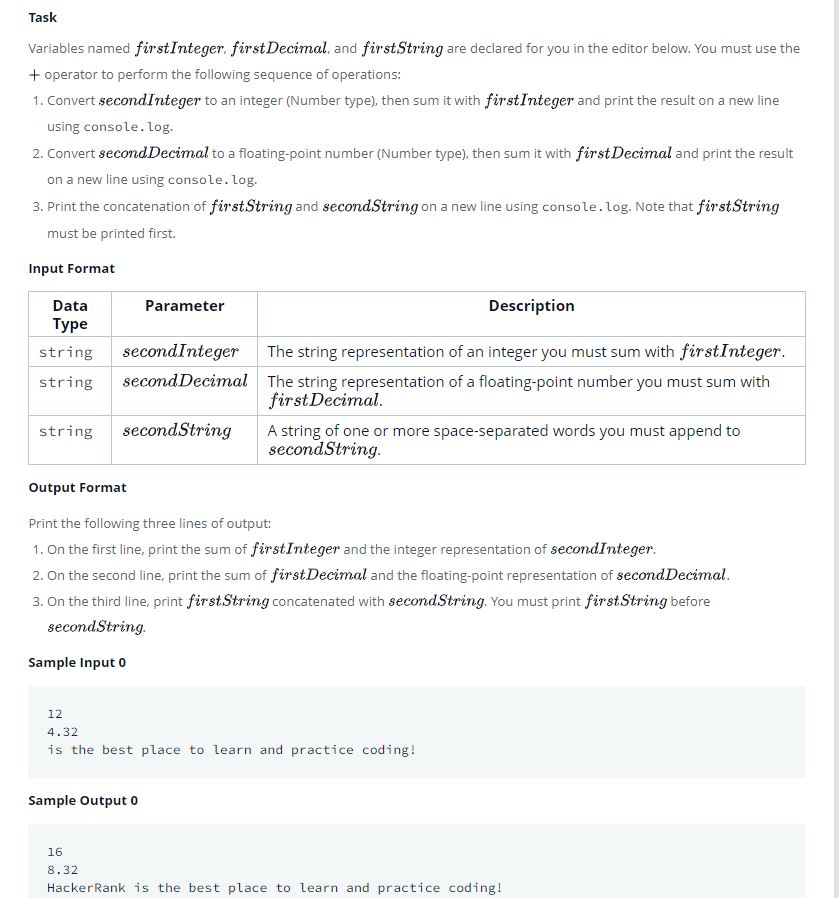 Task
Variables named firstInteger, firstDecimal, and firstString are declared for you in the editor below. You must use the
+ operator to perform the following sequence of operations:
1. Convert secondInteger to an integer (Number type), then sum it with firstInteger and print the result on a new line
using console.log.
2. Convert secondDecimal to a floating-point number (Number type), then sum it with firstDecimal and print the result
on a new line using console.log.
3. Print the concatenation of firstString and secondString on a new line using console.log. Note that firstString
must be printed first.
Input Format
Data Type Parameter Description
string secondInteger The string representation of an integer you must sum with firstInteger.
string secondDecimal The string representation of a floating-point number you must sum with
firstDecimal.
string secondString A string of one or more space-separated words you must append to
secondString.
Output Format
Print the following three lines of output:
1. On the first line, print the sum of firstInteger and the integer representation of secondInteger.
2. On the second line, print the sum of firstDecimal and the floating-point representation of secondDecimal.
3. On the third line, print firstString concatenated with secondString. You must print firstString before
secondString.
Sample Input 0
12
4.32
is the best place to learn and practice coding!
Sample Output 0
16
8.32
HackerRank is the best place to learn and practice coding!